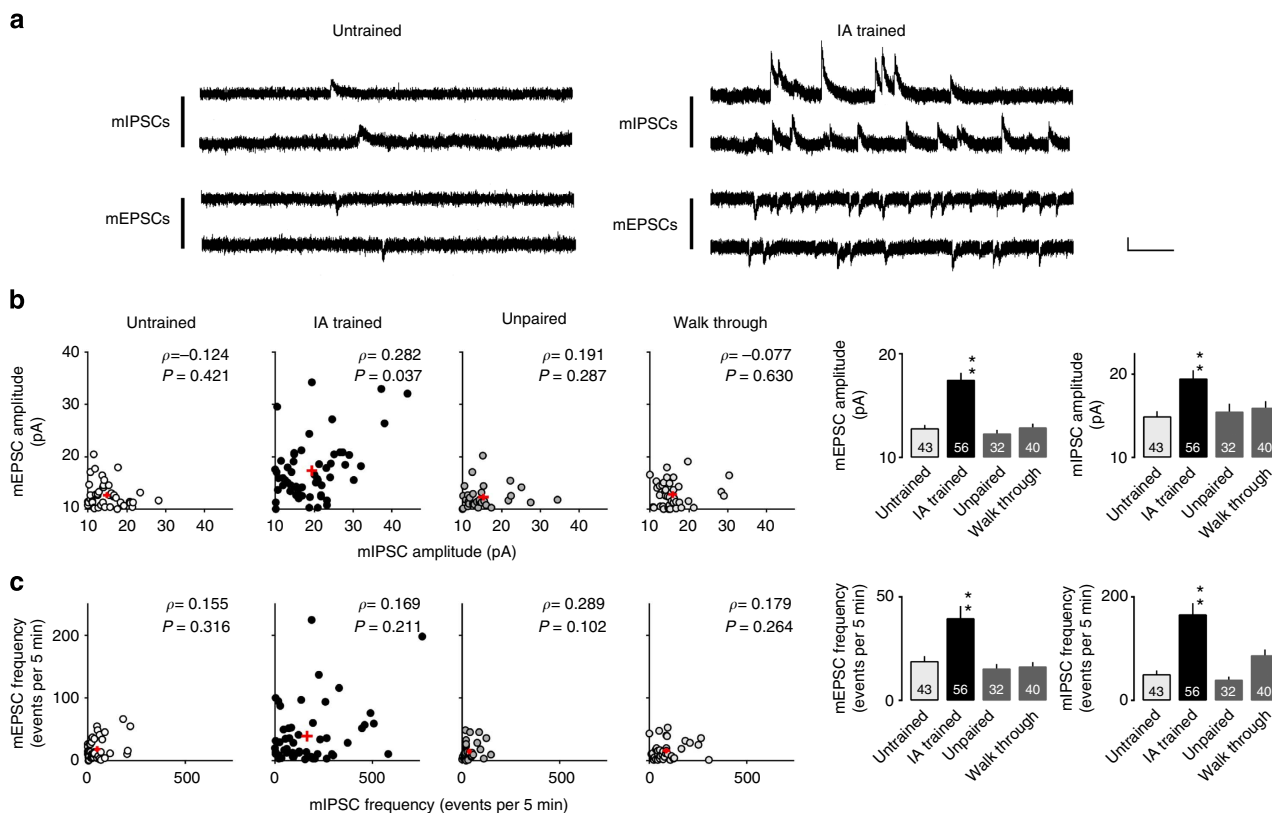 a
Untrained
IA trained
mIPSCs
mIPSCs
mEPSCs
mEPSCs
b
Untrained
IA trained
Unpaired
Walk through
ρ=–0.124
P = 0.421
ρ= 0.282
P = 0.037
ρ= 0.191
P = 0.287
ρ= –0.077
P = 0.630
mEPSC amplitude
(pA)
40
30
20
10
10 20 30 40
10 20 30 40
10 20 30 40
10 20 30 40
mIPSC amplitude (pA)
mEPSC amplitude
(pA)
20
10
**
43 56 32 40
Untrained
IA trained
Unpaired
Walk through
mIPSC amplitude
(pA)
20
10
**
43 56 32 40
Untrained
IA trained
Unpaired
Walk through
c
ρ= 0.155
P = 0.316
ρ= 0.169
P = 0.211
ρ= 0.289
P = 0.102
ρ= 0.179
P = 0.264
mEPSC frequency
(events per 5 min)
200
100
0
0 500
0 500
0 500
0 500
mIPSC frequency (events per 5 min)
mEPSC frequency
(events per 5 min)
50
0
**
43 56 32 40
Untrained
IA trained
Unpaired
Walk through
mIPSC frequency
(events per 5 min)
200
0
**
43 56 32 40
Untrained
IA trained
Unpaired
Walk through